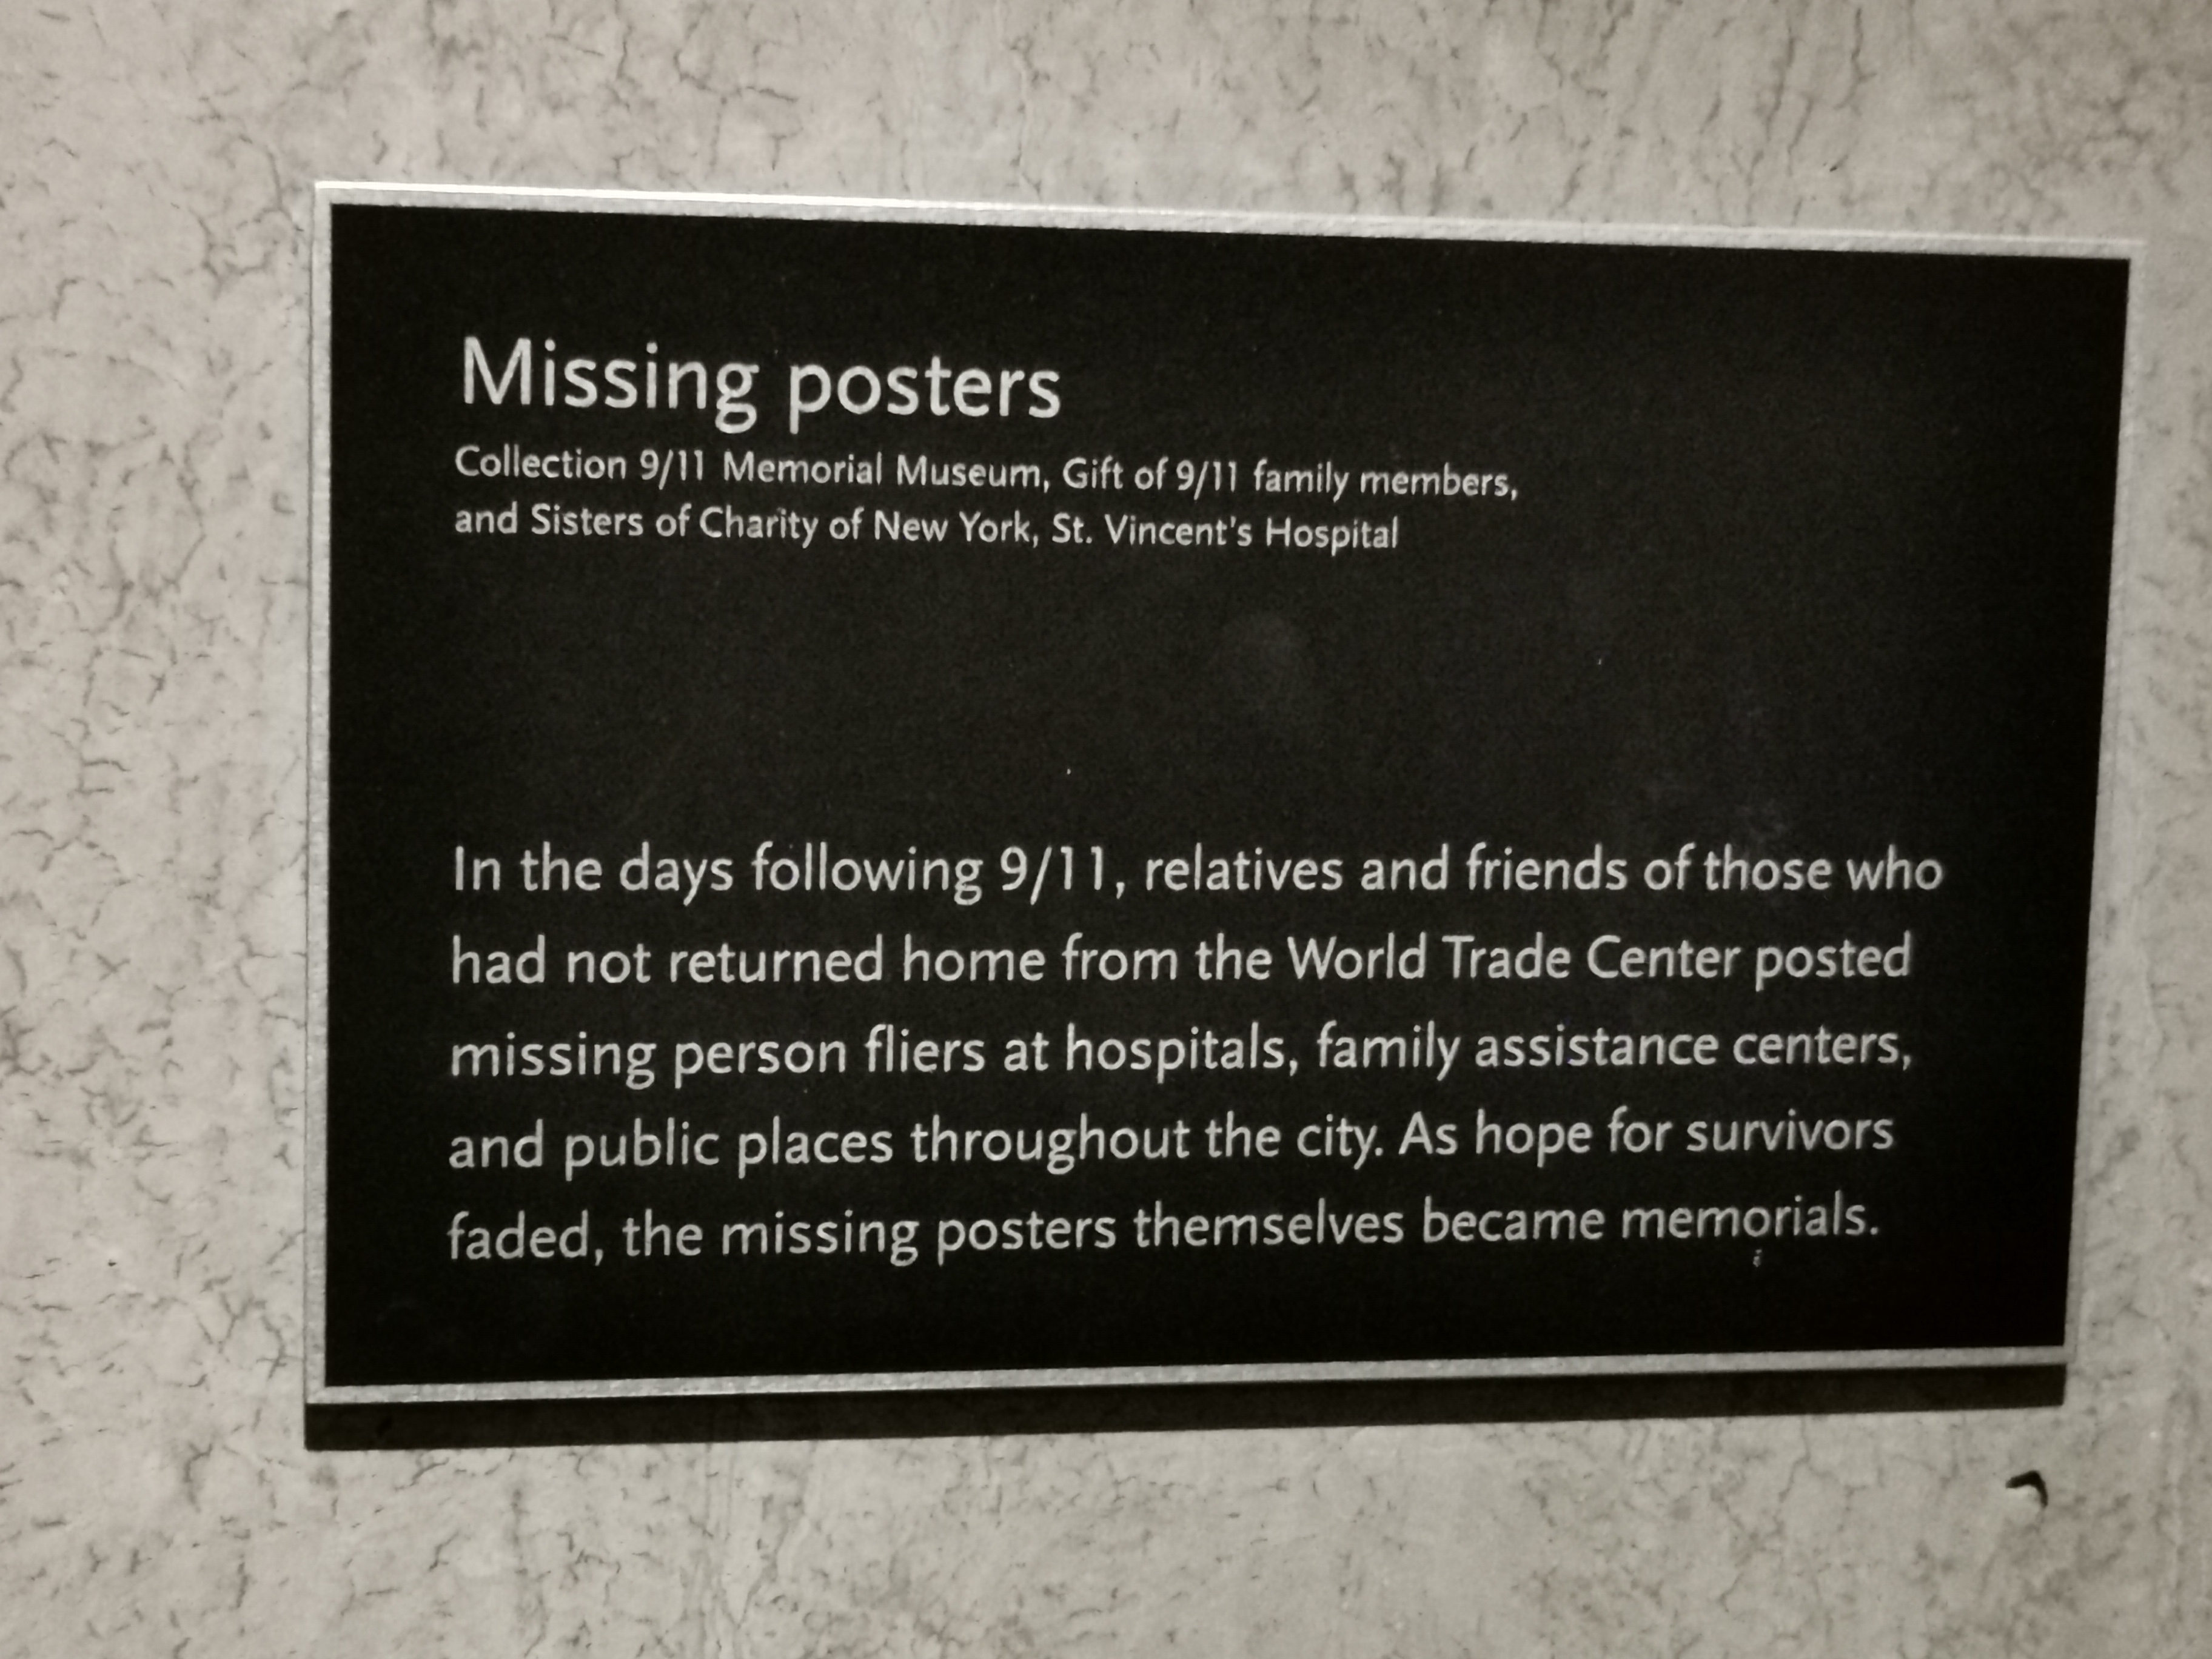 Missing posters
Collection 9/11 Memorial Museum, Gift of 9/11 family members,
and Sisters of Charity of New York, St. Vincent's Hospital
In the days following 9/11, relatives and friends of those who
had not returned home from the World Trade Center posted
missing person fliers at hospitals, family assistance centers,
and public places throughout the city. As hope for survivors
faded, the missing posters themselves became memorials.